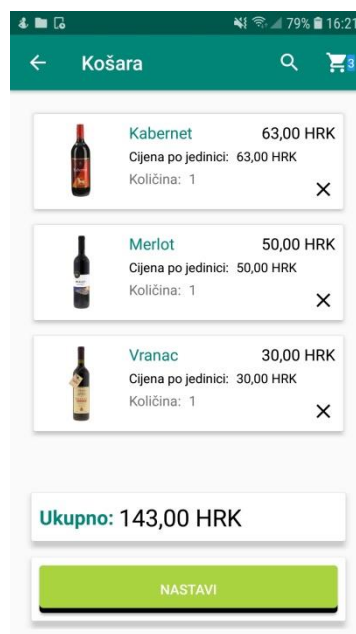 79% 16:21
Košara
3
Kabernet 63,00 HRK
Cijena po jedinici: 63,00 HRK
Količina: 1
Merlot 50,00 HRK
Cijena po jedinici: 50,00 HRK
Količina: 1
Vranac 30,00 HRK
Cijena po jedinici: 30,00 HRK
Količina: 1
Ukupno: 143,00 HRK
NASTAVI